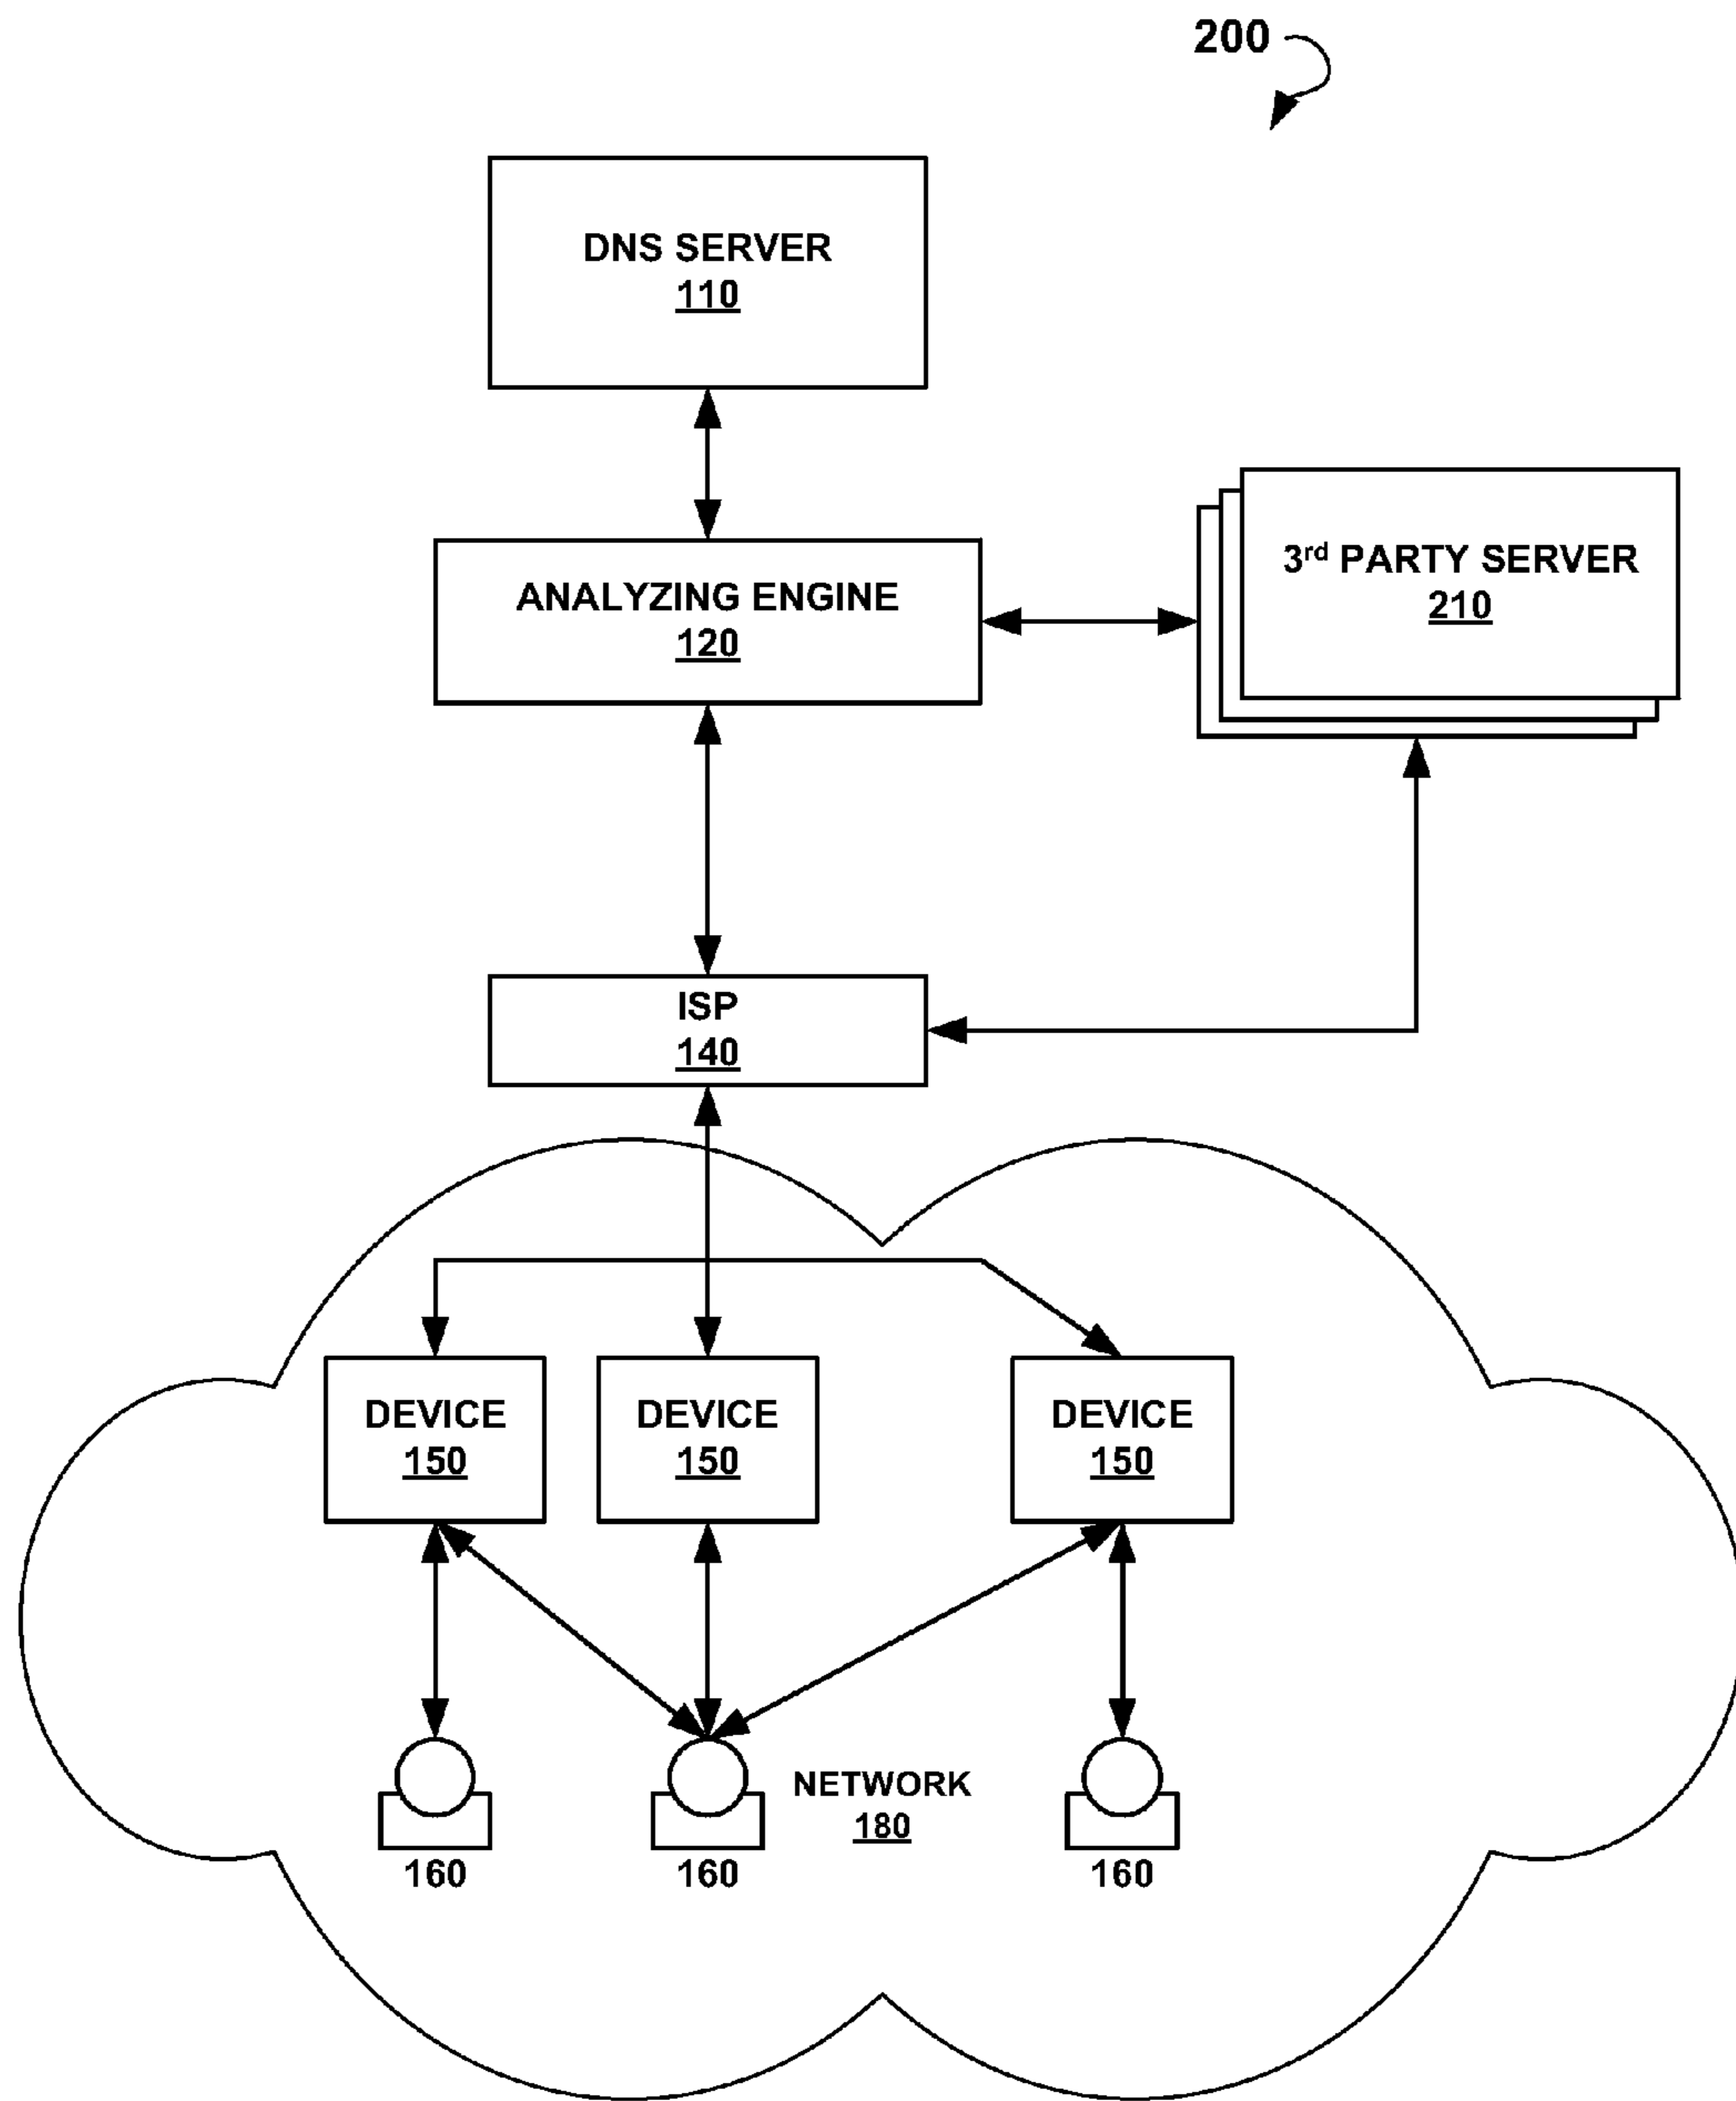 200
DNS SERVER
110
ANALYZING ENGINE
120
3rd PARTY SERVER
210
ISP
140
DEVICE
150
DEVICE
150
DEVICE
150
NETWORK
180
160
160
160